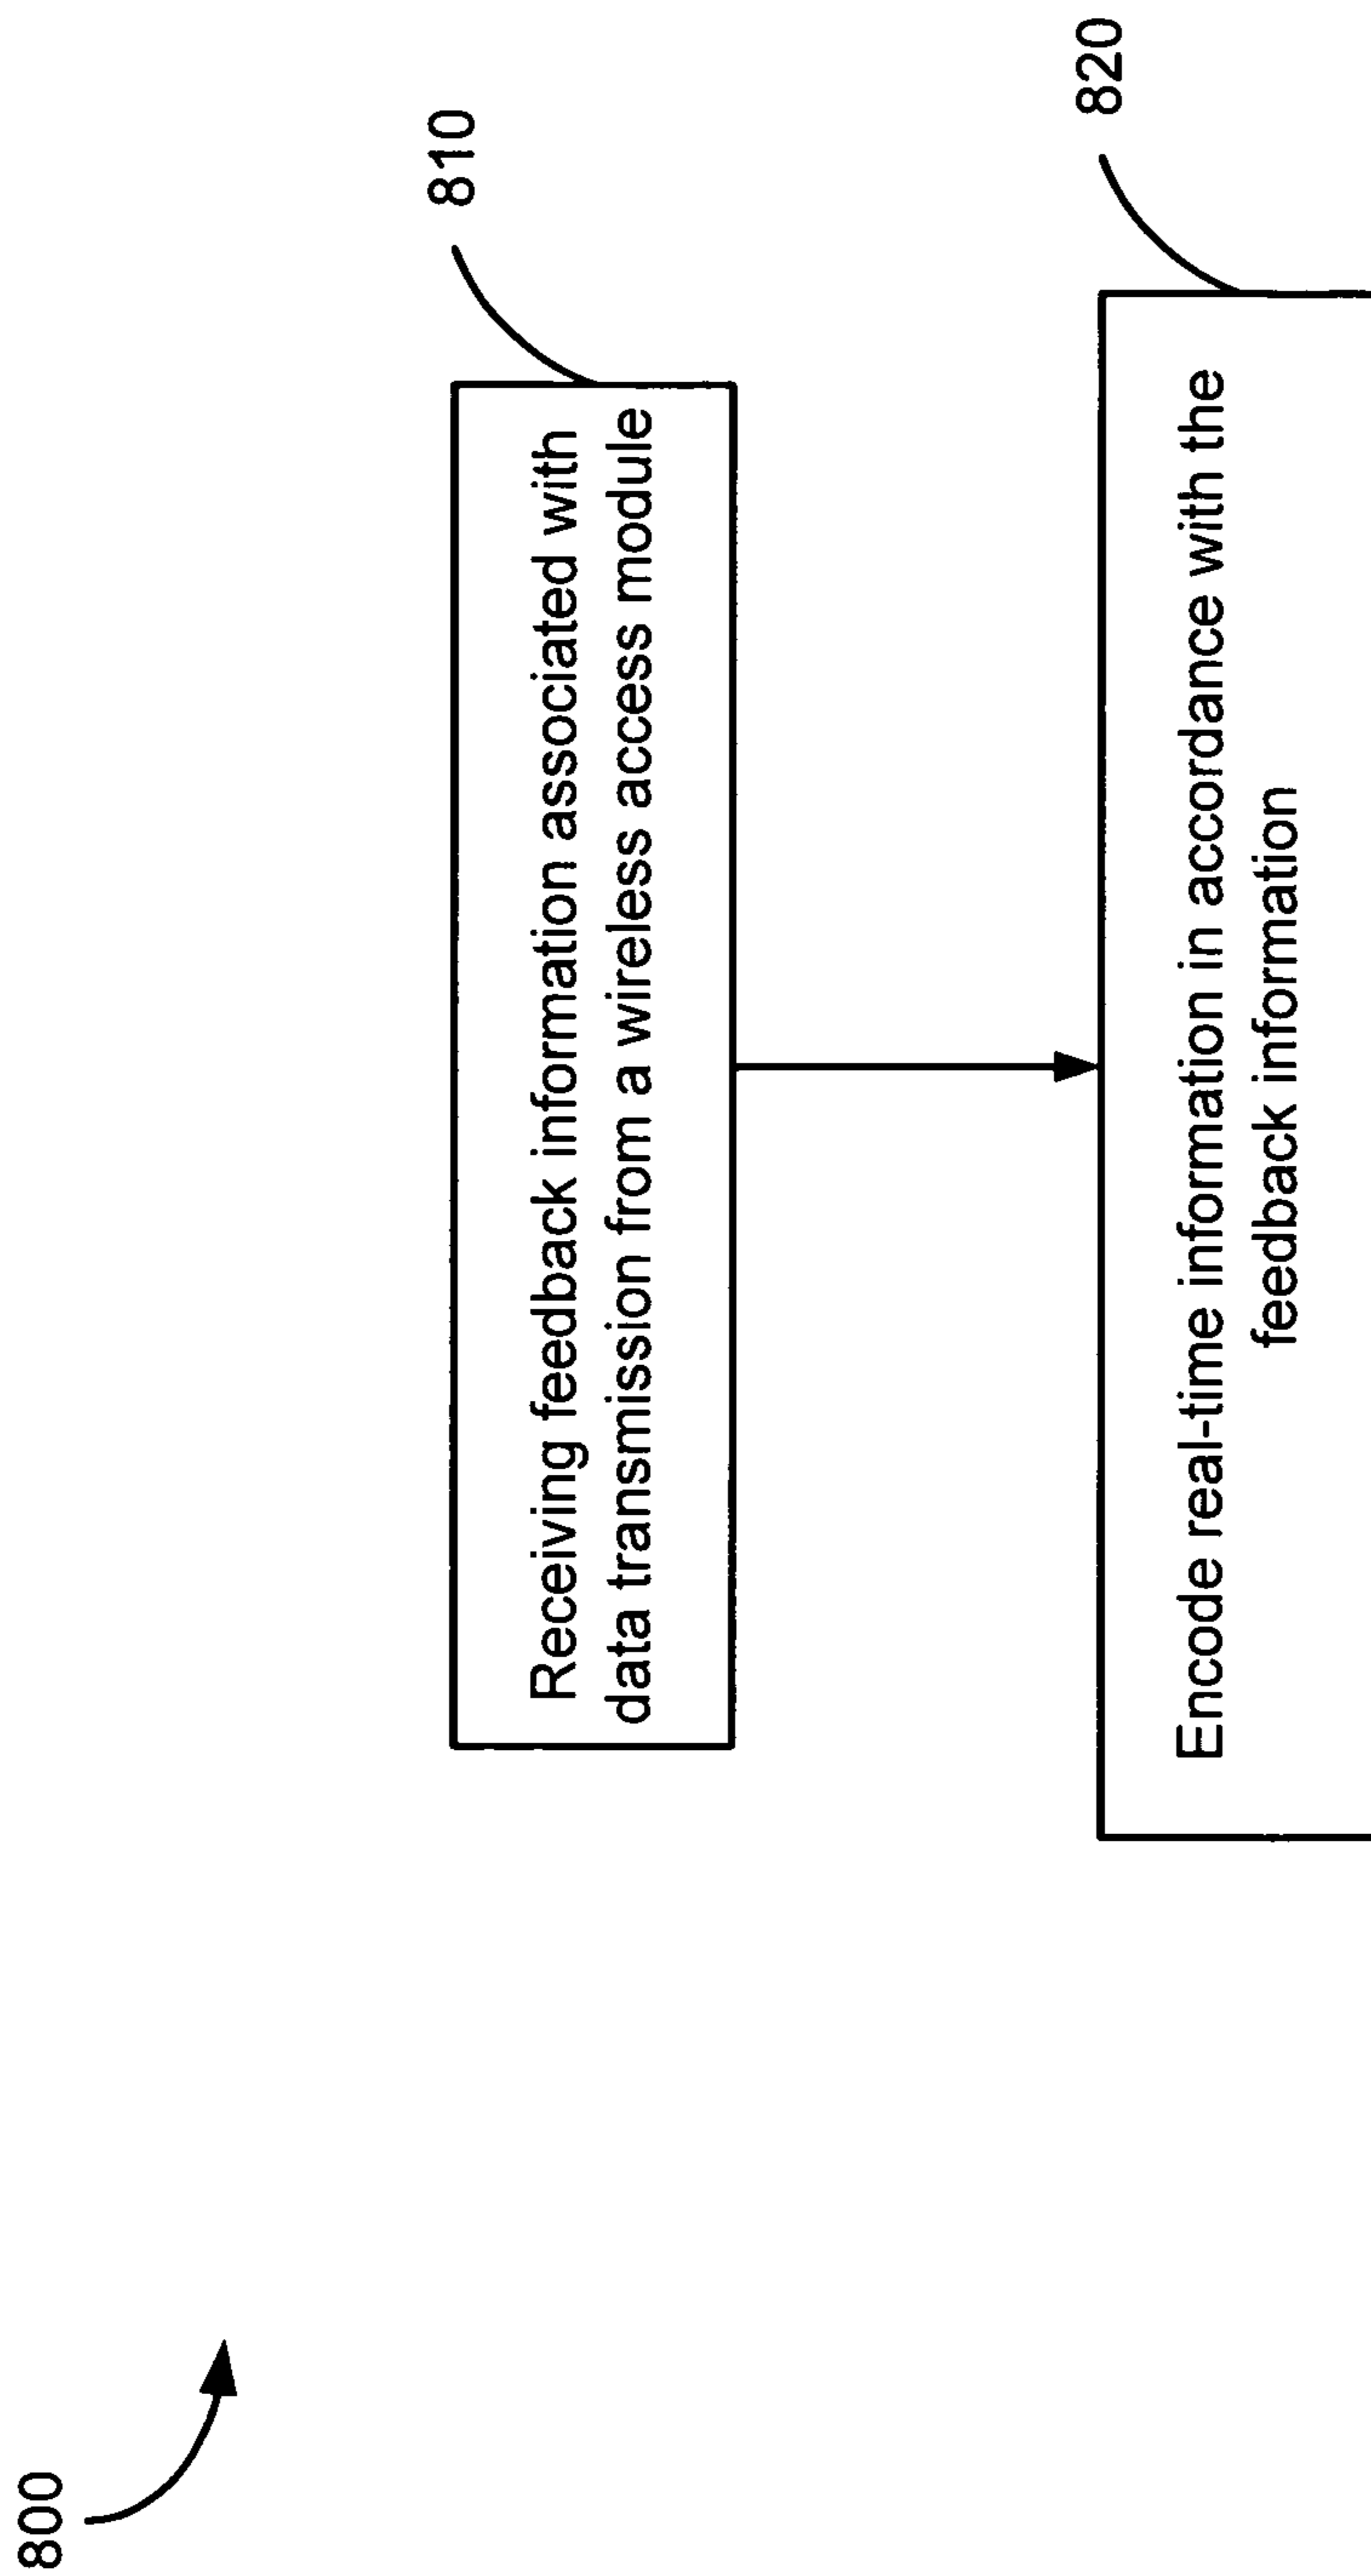 800
810
Receiving feedback information associated with
data transmission from a wireless access module
820
Encode real-time information in accordance with the
feedback information